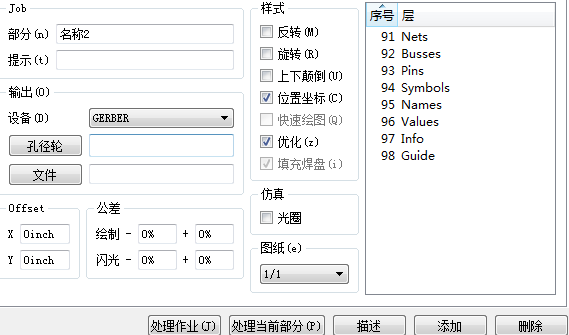 Job
部分(n) 名称2
提示(t)
输出(O)
设备(D) GERBER
孔径轮
文件
Offset
X 0inch
Y 0inch
公差
绘制 - 0% + 0%
闪光 - 0% + 0%
样式
反转(M)
旋转(R)
上下颠倒(U)
位置坐标(C)
快速绘图(Q)
优化(z)
填充焊盘(i)
仿真
光圈
图纸(e)
1/1
序号 层
91 Nets
92 Busses
93 Pins
94 Symbols
95 Names
96 Values
97 Info
98 Guide
处理作业(J) 处理当前部分(P) 描述 添加 删除